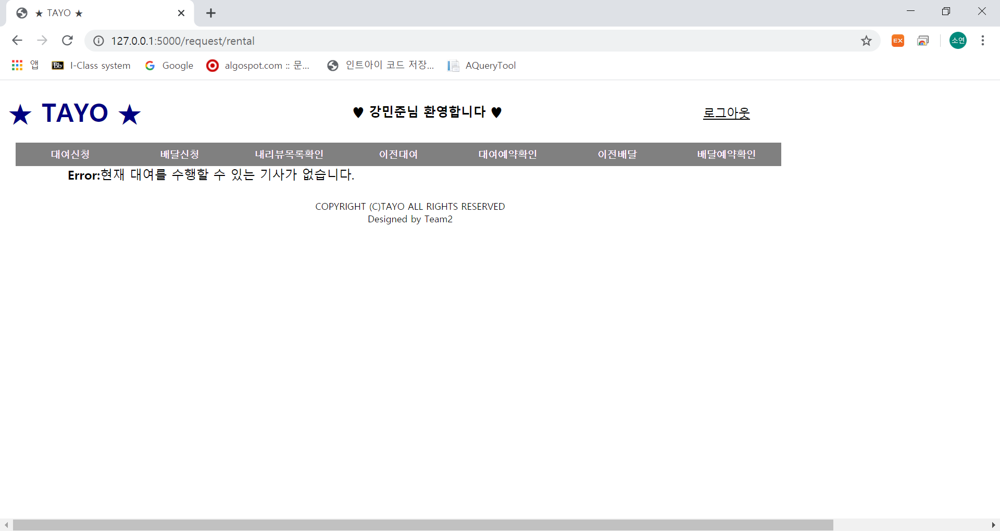 ★ TAYO ★
127.0.0.1:5000/request/rental
EX
소연
앱
Bb I-Class system
Google
algospot.com :: 문...
인트아이 코드 저장...
AQueryTool
★ TAYO ★
♥ 강민준님 환영합니다 ♥
로그아웃
대여신청 배달신청 내리뷰목록확인 이전대여 대여예약확인 이전배달 배달예약확인
Error:현재 대여를 수행할 수 있는 기사가 없습니다.
COPYRIGHT (C)TAYO ALL RIGHTS RESERVED
Designed by Team2